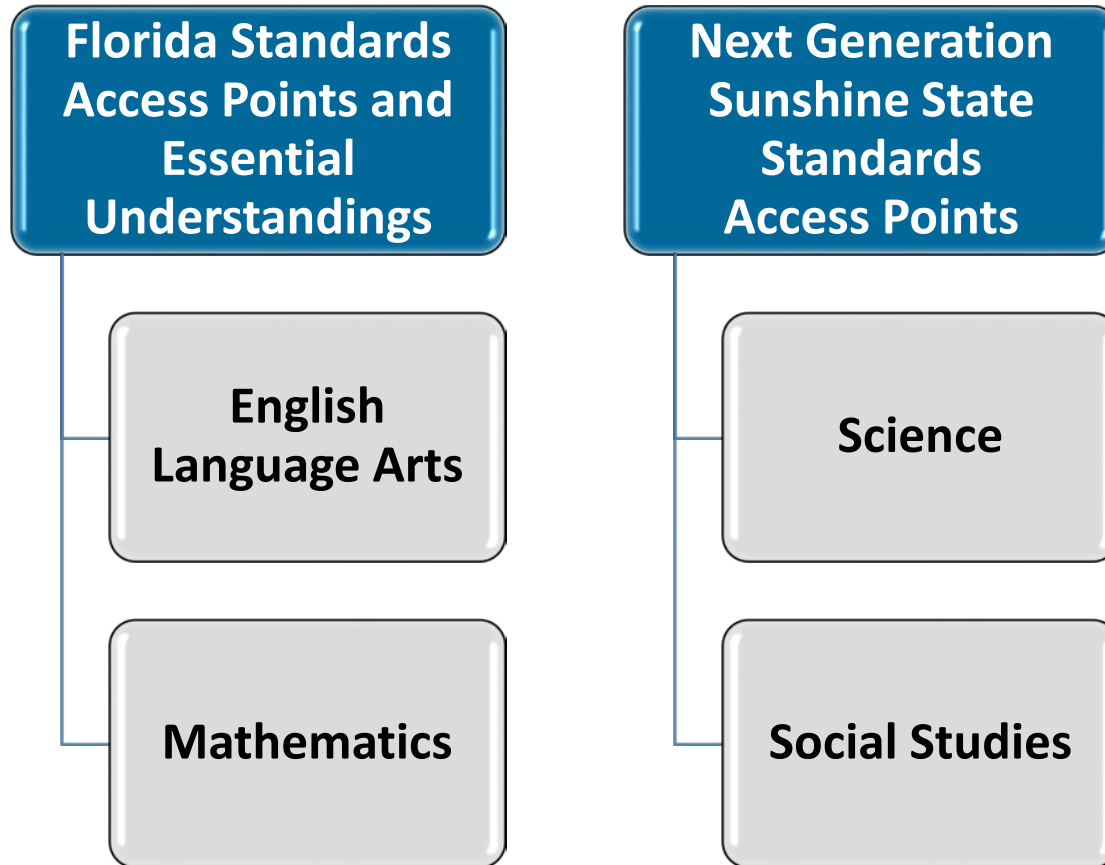 Florida Standards
Access Points and
Essential
Understandings
English
Language Arts
Mathematics
Next Generation
Sunshine State
Standards
Access Points
Science
Social Studies